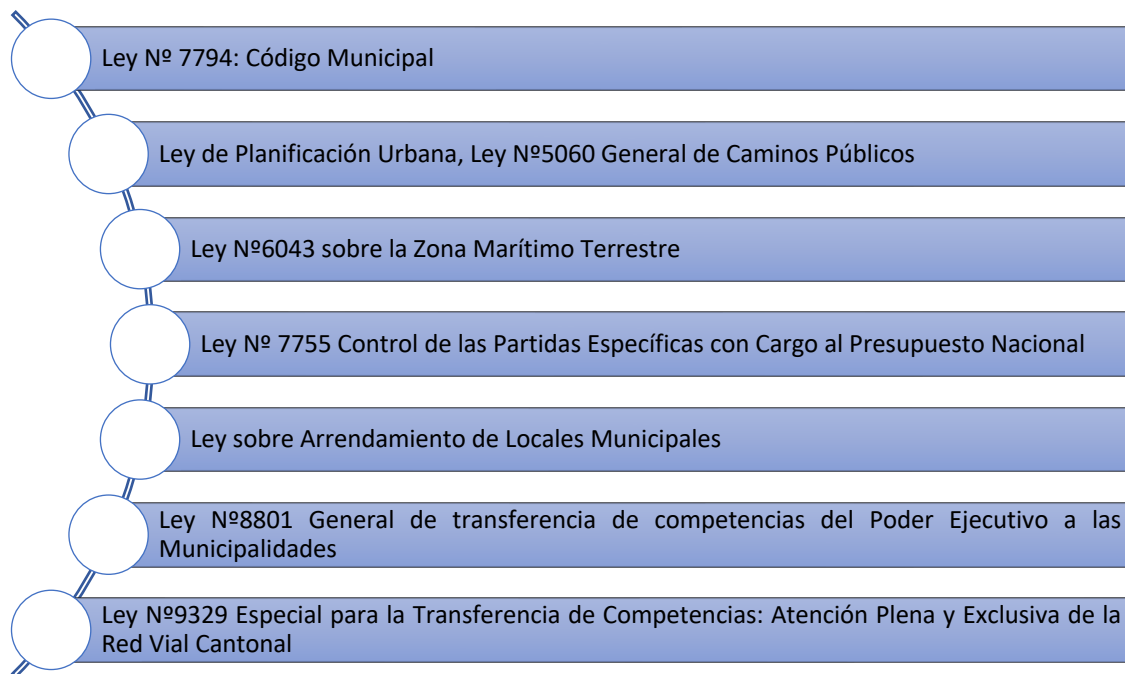 Ley Nº 7794: Código Municipal
Ley de Planificación Urbana, Ley Nº5060 General de Caminos Públicos
Ley Nº6043 sobre la Zona Marítimo Terrestre
Ley Nº 7755 Control de las Partidas Específicas con Cargo al Presupuesto Nacional
Ley sobre Arrendamiento de Locales Municipales
Ley Nº8801 General de transferencia de competencias del Poder Ejecutivo a las
Municipalidades
Ley Nº9329 Especial para la Transferencia de Competencias: Atención Plena y Exclusiva de la
Red Vial Cantonal